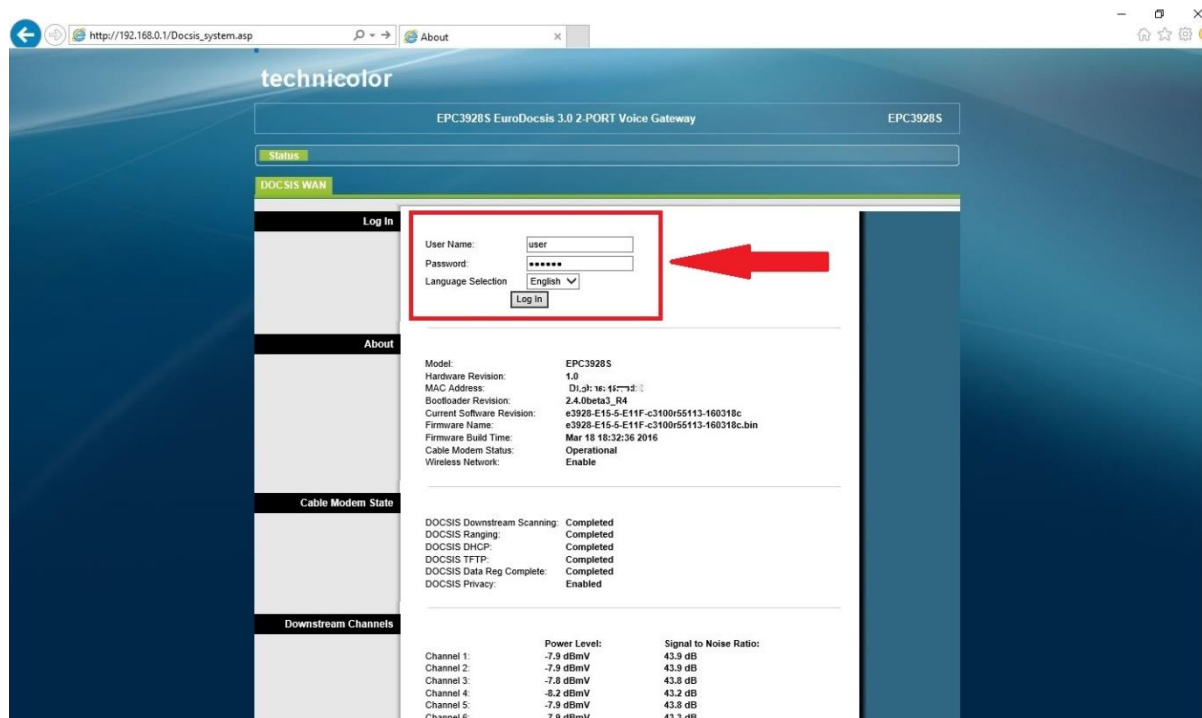 http://192.168.0.1/Docsis_system.asp
About
technicolor
EPC3928S EuroDocsis 3.0 2-PORT Voice Gateway EPC3928S
Status
DOCSIS WAN
Log In
User Name: user
Password: ••••••
Language Selection English
Log In
About
Model: EPC3928S
Hardware Revision: 1.0
MAC Address:
Bootloader Revision: 2.4.0beta3_R4
Current Software Revision: e3928-E15-5-E11F-c3100r55113-160318c
Firmware Name: e3928-E15-5-E11F-c3100r55113-160318c.bin
Firmware Build Time: Mar 18 18:32:36 2016
Cable Modem Status: Operational
Wireless Network: Enable
Cable Modem State
DOCSIS Downstream Scanning: Completed
DOCSIS Ranging: Completed
DOCSIS DHCP: Completed
DOCSIS TFTP: Completed
DOCSIS Data Reg Complete: Completed
DOCSIS Privacy: Enabled
Downstream Channels
Power Level: Signal to Noise Ratio:
Channel 1: -7.9 dBmV 43.9 dB
Channel 2: -7.9 dBmV 43.9 dB
Channel 3: -7.8 dBmV 43.8 dB
Channel 4: -8.2 dBmV 43.2 dB
Channel 5: -7.9 dBmV 43.8 dB
Channel 6: -7.9 dBmV 43.3 dB